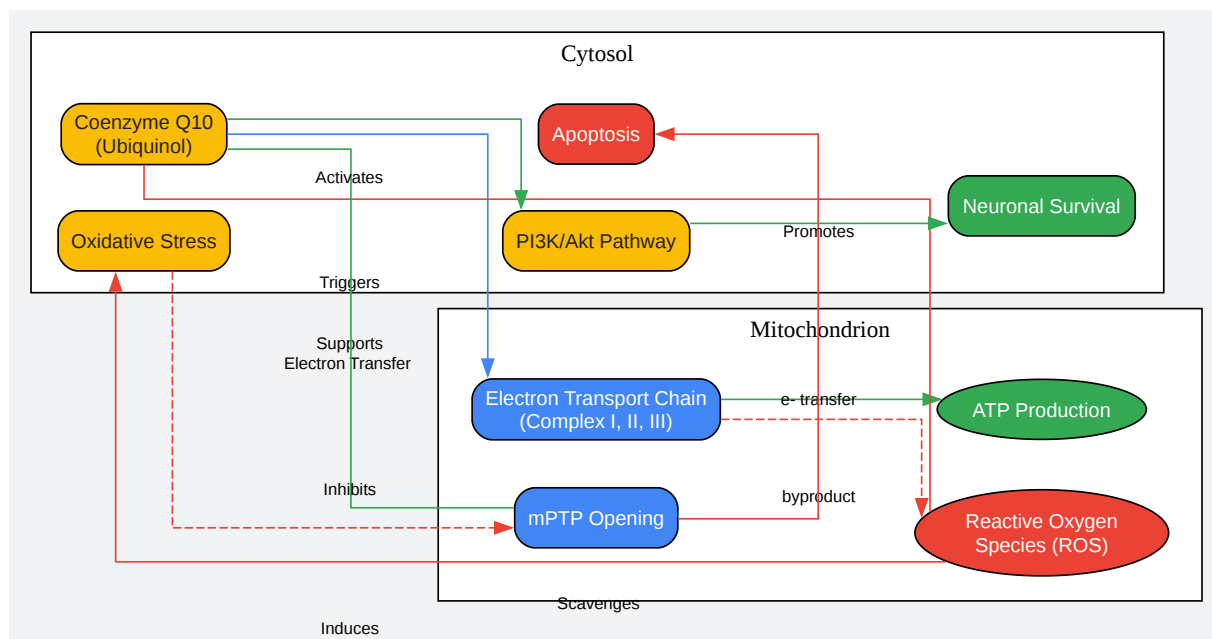 Cytosol
Coenzyme Q10
(Ubiquinol)
Apoptosis
Activates
Neuronal Survival
Oxidative Stress
PI3K/Akt Pathway
Promotes
Triggers
Mitochondrion
Supports
Electron Transfer
Electron Transport Chain
(Complex I, II, III)
e- transfer
ATP Production
Inhibits
mPTP Opening
byproduct
Reactive Oxygen
Species (ROS)
Scavenges
Induces